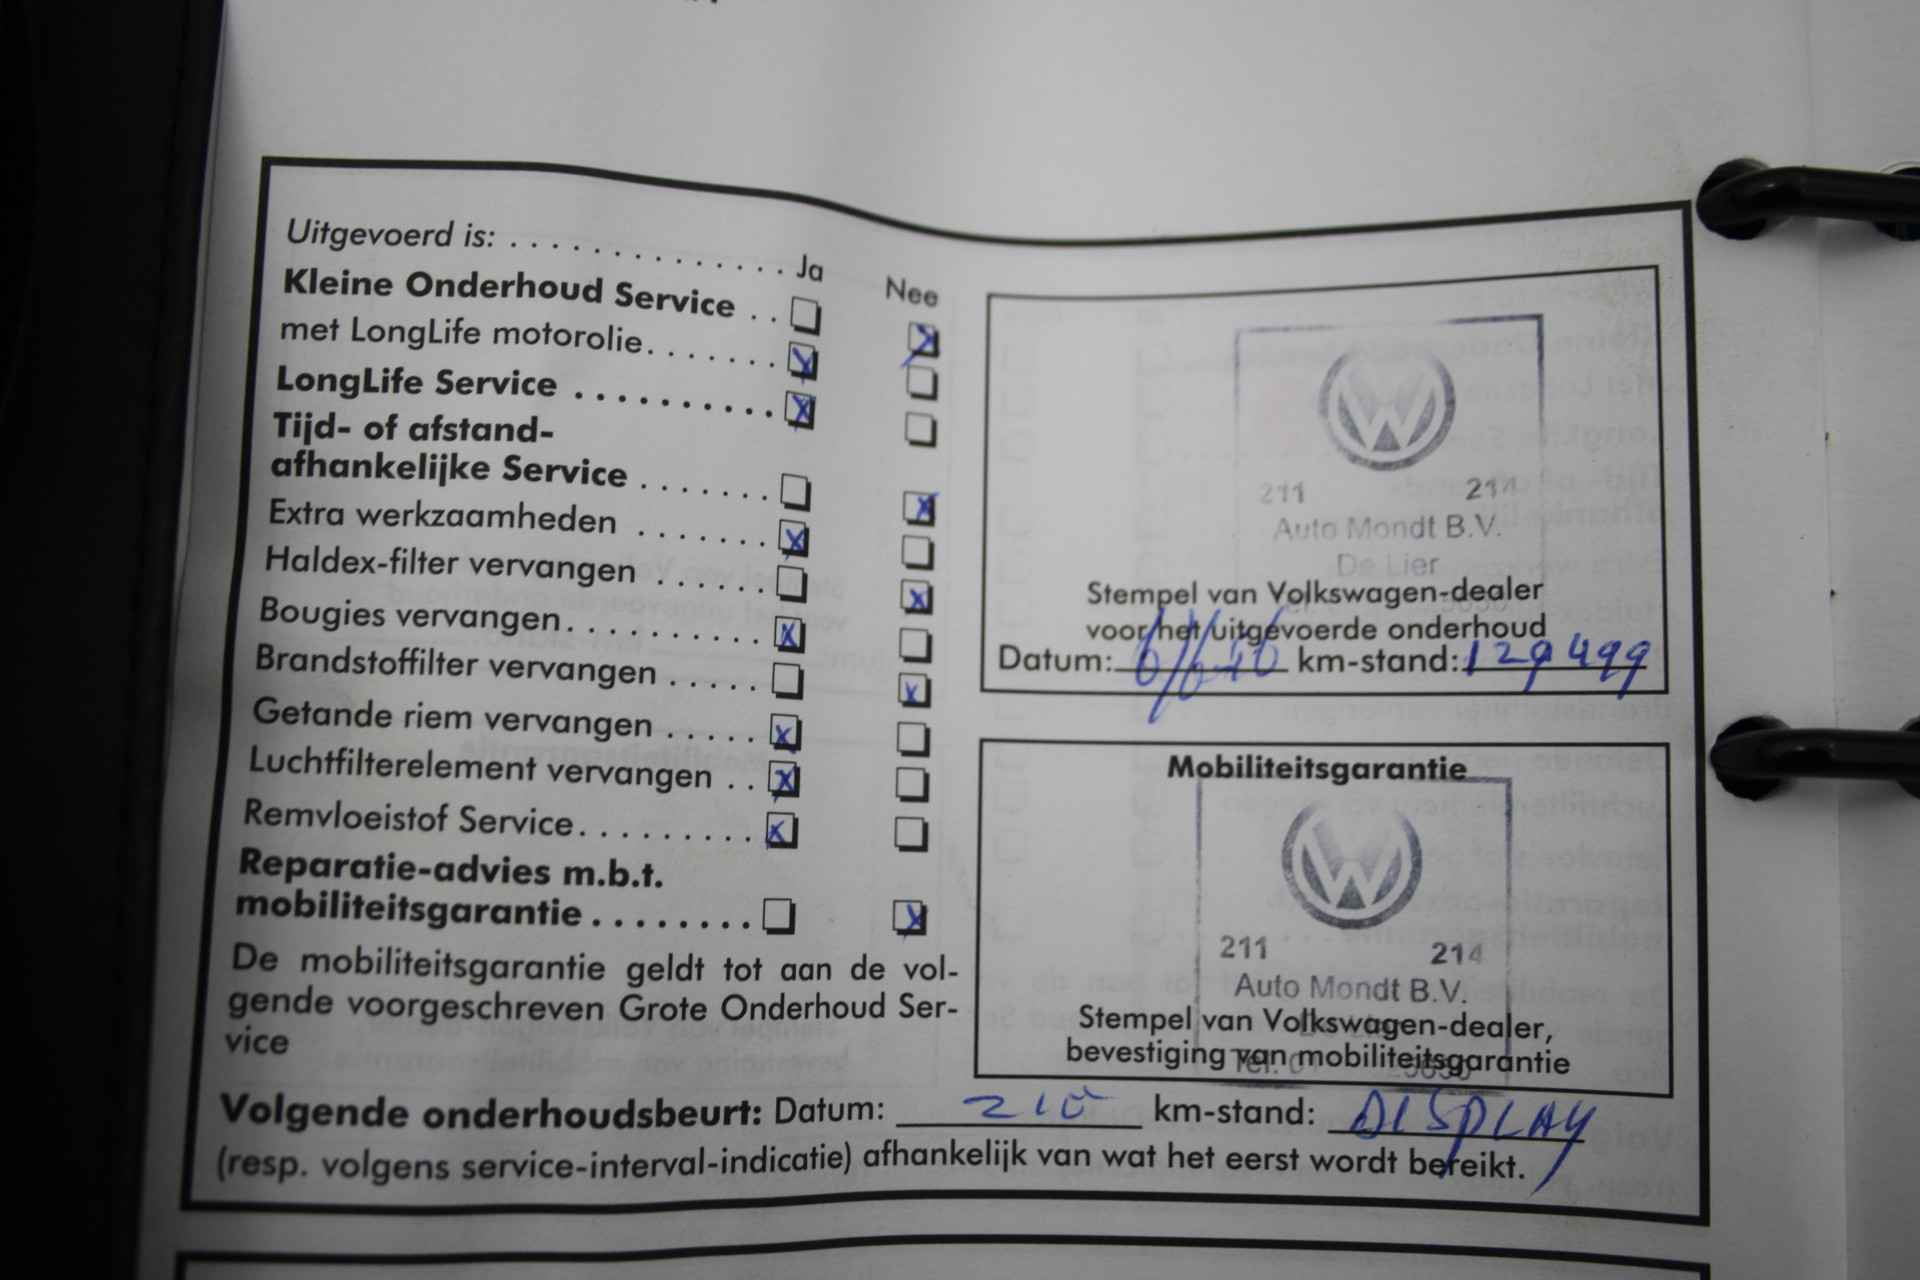 Uitgevoerd is: . . . . . . . . . . . . . . Ja Nee
Kleine Onderhoud Service . .
met LongLife motorolie. . . . . . .
LongLife Service . . . . . . . . . .
Tijd- of afstand-
afhankelijke Service . . . . . . .
Extra werkzaamheden . . . . . . .
Haldex-filter vervangen . . . . . .
Bougies vervangen. . . . . . . . . .
Brandstoffilter vervangen . . . . .
Getande riem vervangen . . . . .
Luchtfilterelement vervangen . .
Remvloeistof Service. . . . . . . . .
Reparatie-advies m.b.t.
mobiliteitsgarantie . . . . . . . .
De mobiliteitsgarantie geldt tot aan de vol-
gende voorgeschreven Grote Onderhoud Ser-
vice
211 214
Auto Mondt B.V.
De Lier
Stempel van Volkswagen-dealer
voor het uitgevoerde onderhoud
Datum: km-stand: 129499
Mobiliteitsgarantie
211 214
Auto Mondt B.V.
Stempel van Volkswagen-dealer,
bevestiging van mobiliteitsgarantie
Volgende onderhoudsbeurt: Datum: km-stand: DISPLAY
(resp. volgens service-interval-indicatie) afhankelijk van wat het eerst wordt bereikt.